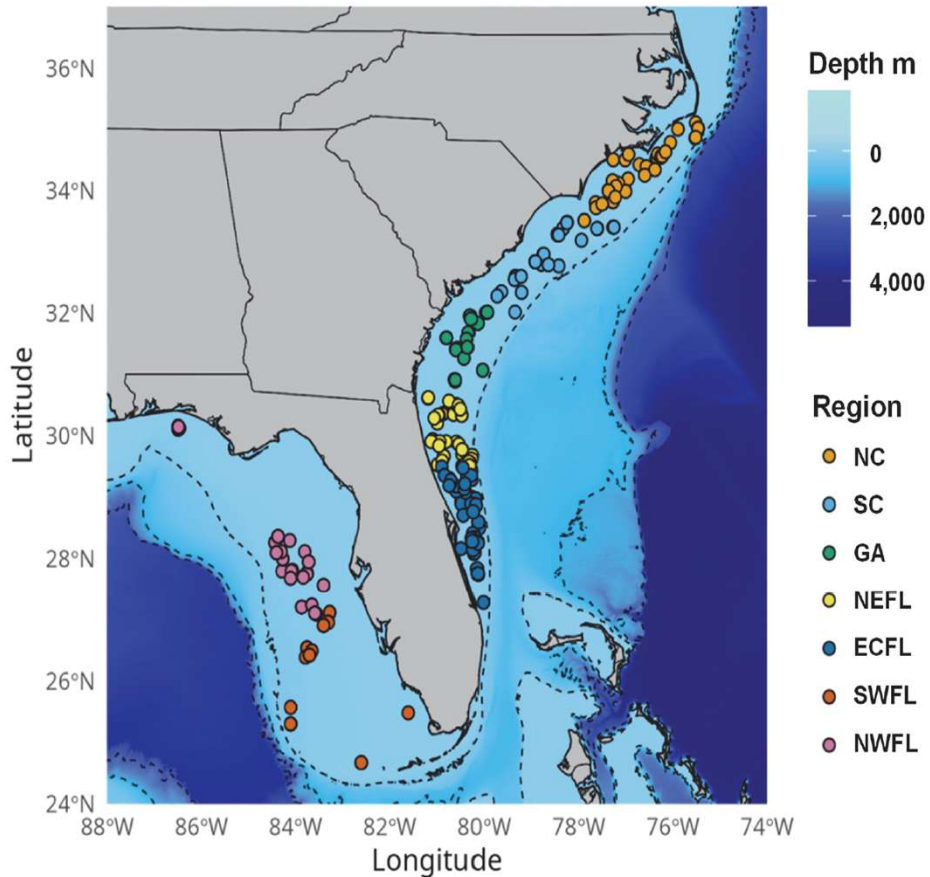 36°N
34°N
32°N
30°N
28°N
26°N
24°N
Latitude
88°W 86°W 84°W 82°W 80°W 78°W 76°W 74°W
Longitude
Depth m
0
2,000
4,000
Region
NC
SC
GA
NEFL
ECFL
SWFL
NWFL